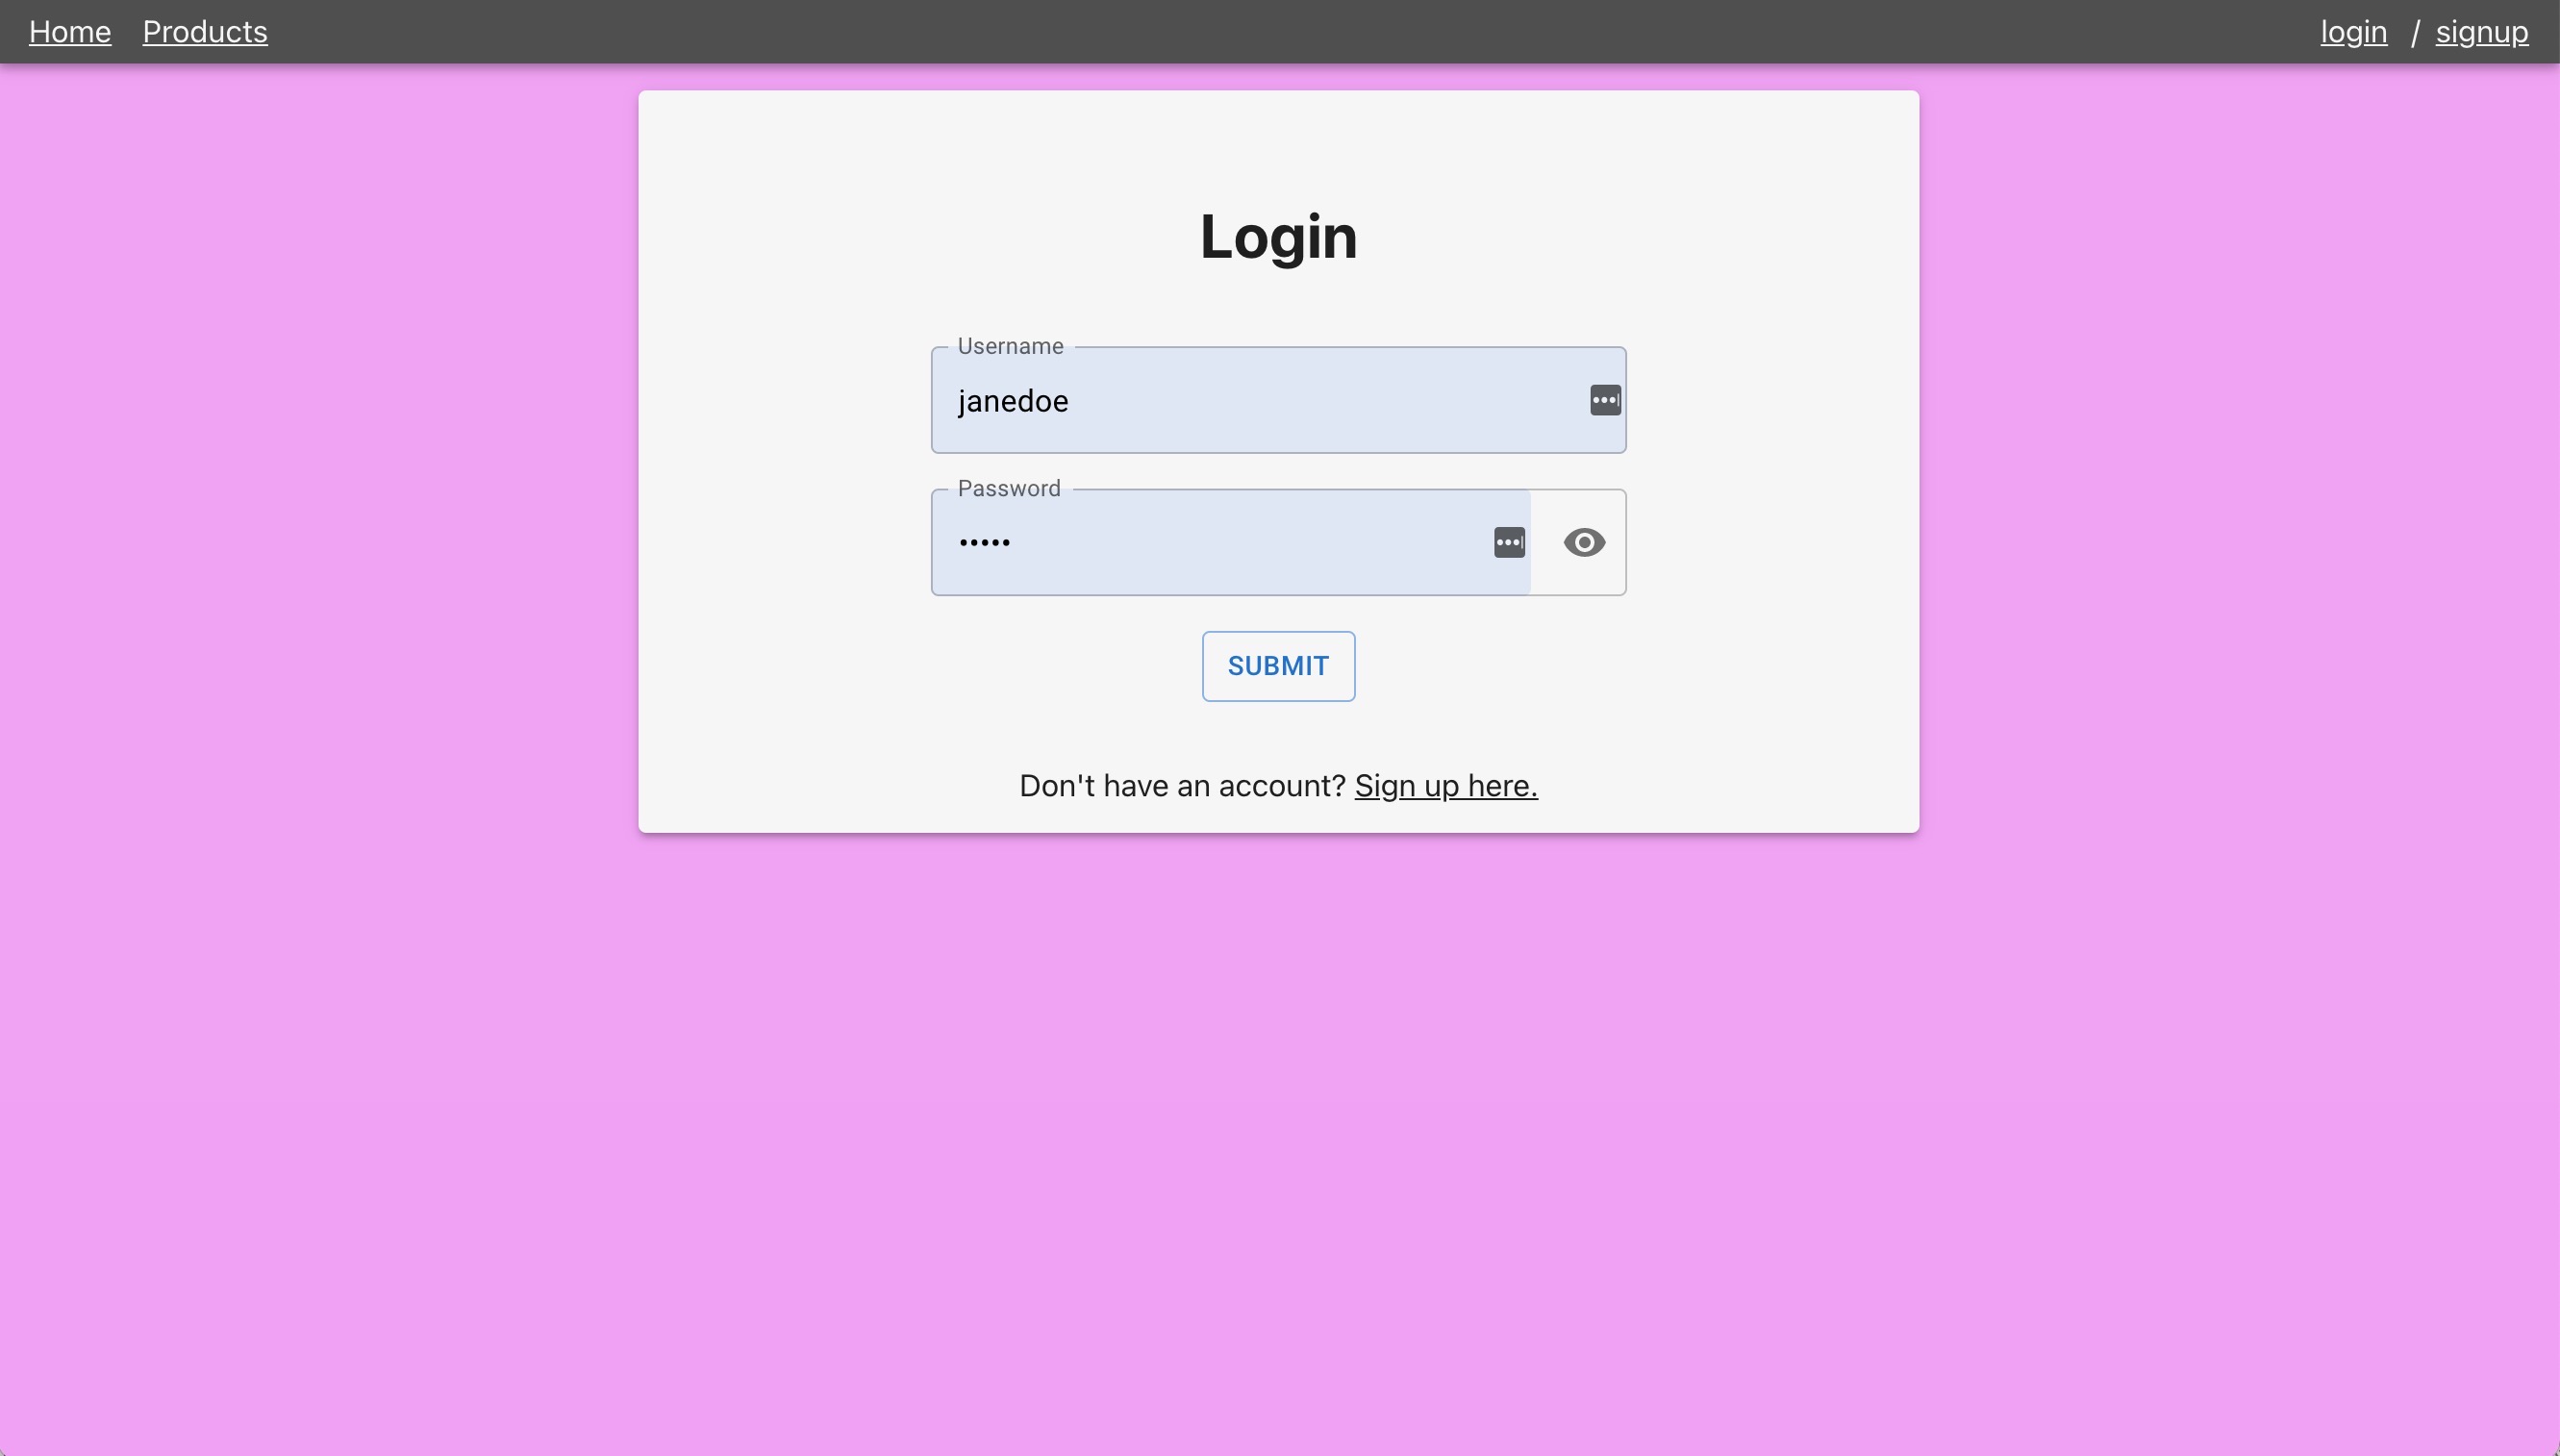 Home Products login / signup
Login
Username
janedoe
Password
•••••
SUBMIT
Don't have an account? Sign up here.